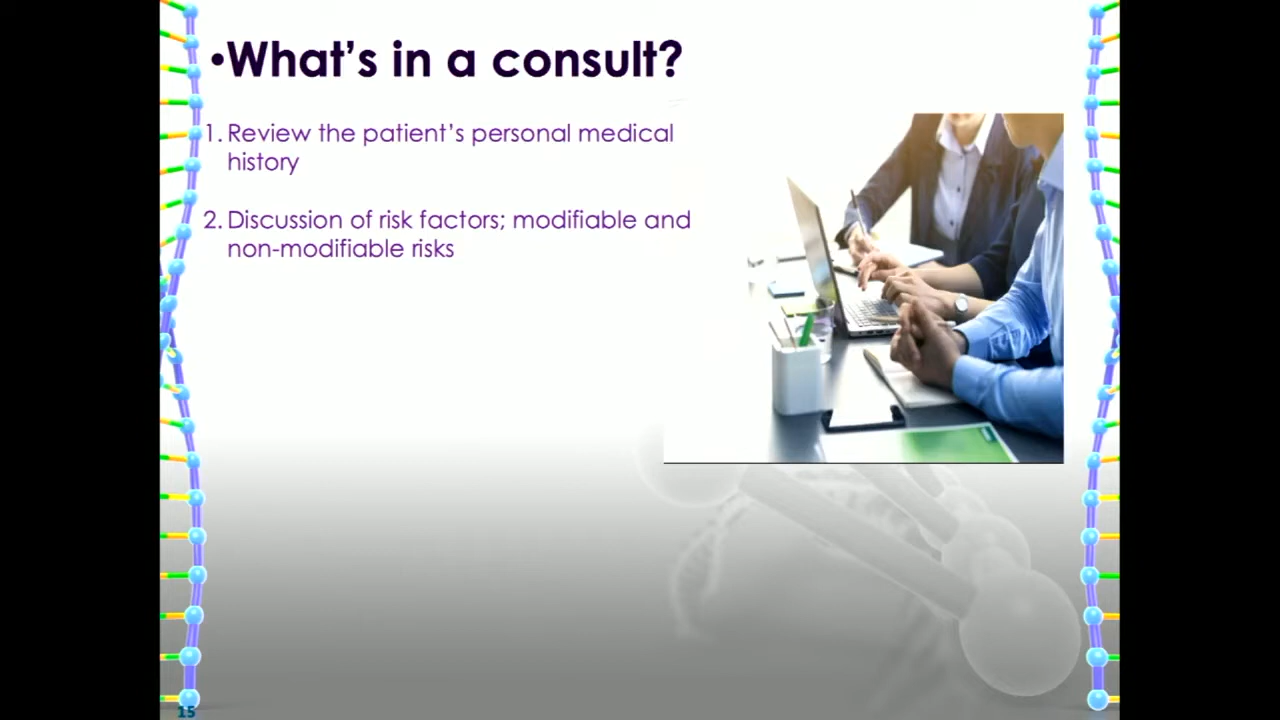 •What's in a consult?
1. Review the patient's personal medical
history
2. Discussion of risk factors; modifiable and
non-modifiable risks
15